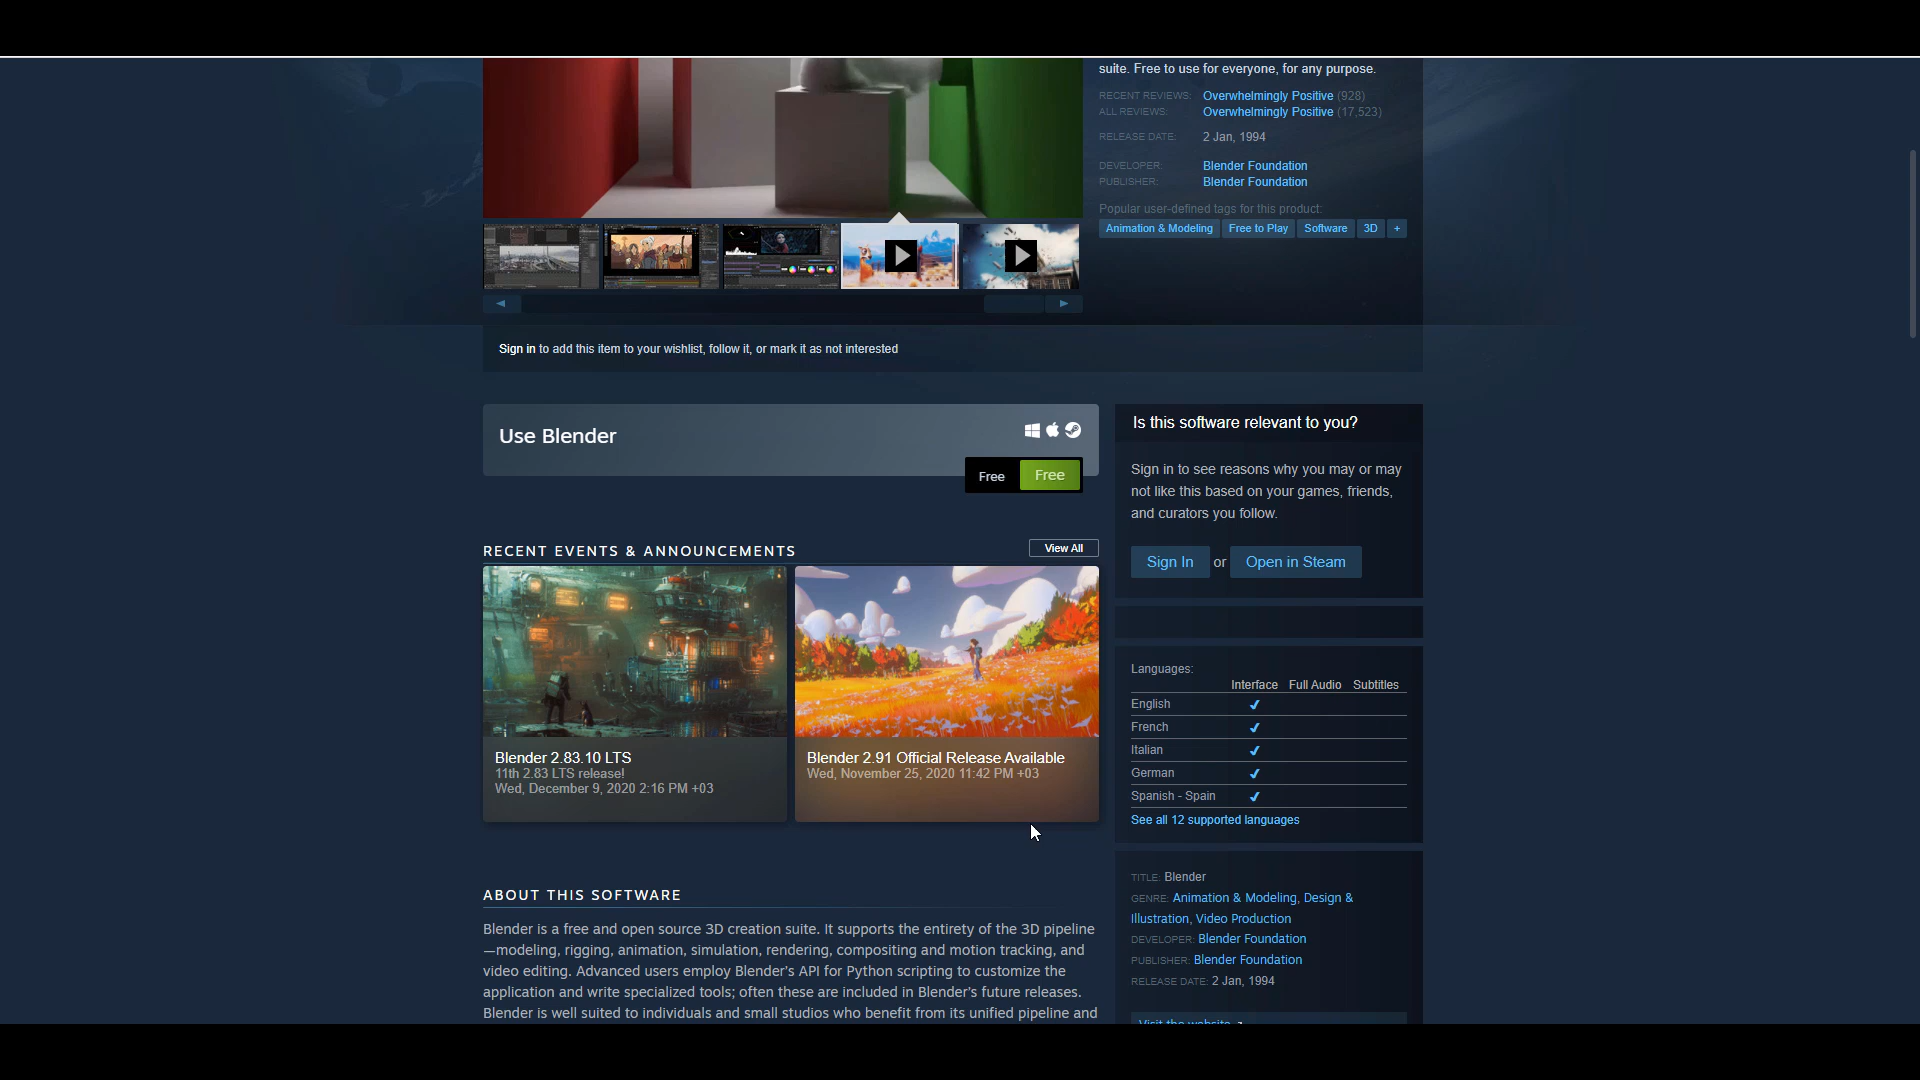 suite. Free to use for everyone, for any purpose.
RECENT REVIEWS: Overwhelmingly Positive (928)
ALL REVIEWS: Overwhelmingly Positive (17,523)
RELEASE DATE: 2 Jan, 1994
DEVELOPER: Blender Foundation
PUBLISHER: Blender Foundation
Popular user-defined tags for this product:
Animation & Modeling Free to Play Software 3D +
Sign in to add this item to your wishlist, follow it, or mark it as not interested
Use Blender
Free Free
RECENT EVENTS & ANNOUNCEMENTS
View All
Blender 2.83.10 LTS
11th 2.83 LTS release!
Wed, December 9, 2020 2:16 PM +03
Blender 2.91 Official Release Available
Wed, November 25, 2020 11:42 PM +03
ABOUT THIS SOFTWARE
Blender is a free and open source 3D creation suite. It supports the entirety of the 3D pipeline
—modeling, rigging, animation, simulation, rendering, compositing and motion tracking, and
video editing. Advanced users employ Blender's API for Python scripting to customize the
application and write specialized tools; often these are included in Blender's future releases.
Blender is well suited to individuals and small studios who benefit from its unified pipeline and
Is this software relevant to you?
Sign in to see reasons why you may or may
not like this based on your games, friends,
and curators you follow.
Sign In or Open in Steam
Languages:
Interface Full Audio Subtitles
English ✔
French ✔
Italian ✔
German ✔
Spanish - Spain ✔
See all 12 supported languages
TITLE: Blender
GENRE: Animation & Modeling, Design &
Illustration, Video Production
DEVELOPER: Blender Foundation
PUBLISHER: Blender Foundation
RELEASE DATE: 2 Jan, 1994
Visit the website